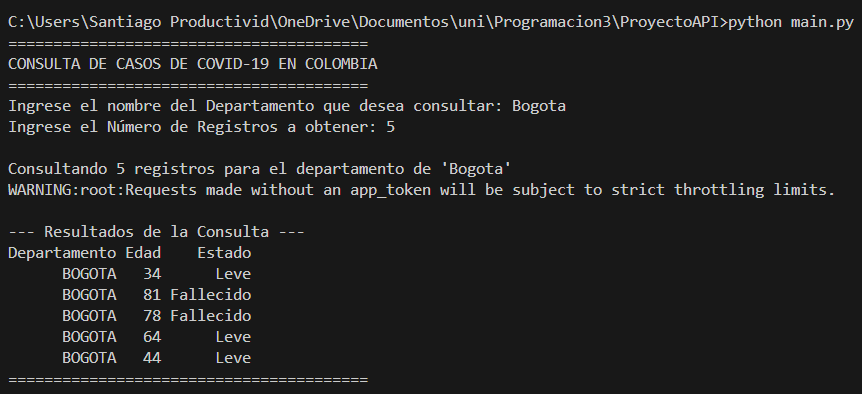 C:\Users\Santiago Productivid\OneDrive\Documentos\uni\Programacion3\ProyectoAPI>python main.py
========================================
CONSULTA DE CASOS DE COVID-19 EN COLOMBIA
========================================
Ingrese el nombre del Departamento que desea consultar: Bogota
Ingrese el Número de Registros a obtener: 5

Consultando 5 registros para el departamento de 'Bogota'
WARNING:root:Requests made without an app_token will be subject to strict throttling limits.

--- Resultados de la Consulta ---
Departamento Edad    Estado
      BOGOTA   34      Leve
      BOGOTA   81 Fallecido
      BOGOTA   78 Fallecido
      BOGOTA   64      Leve
      BOGOTA   44      Leve
========================================